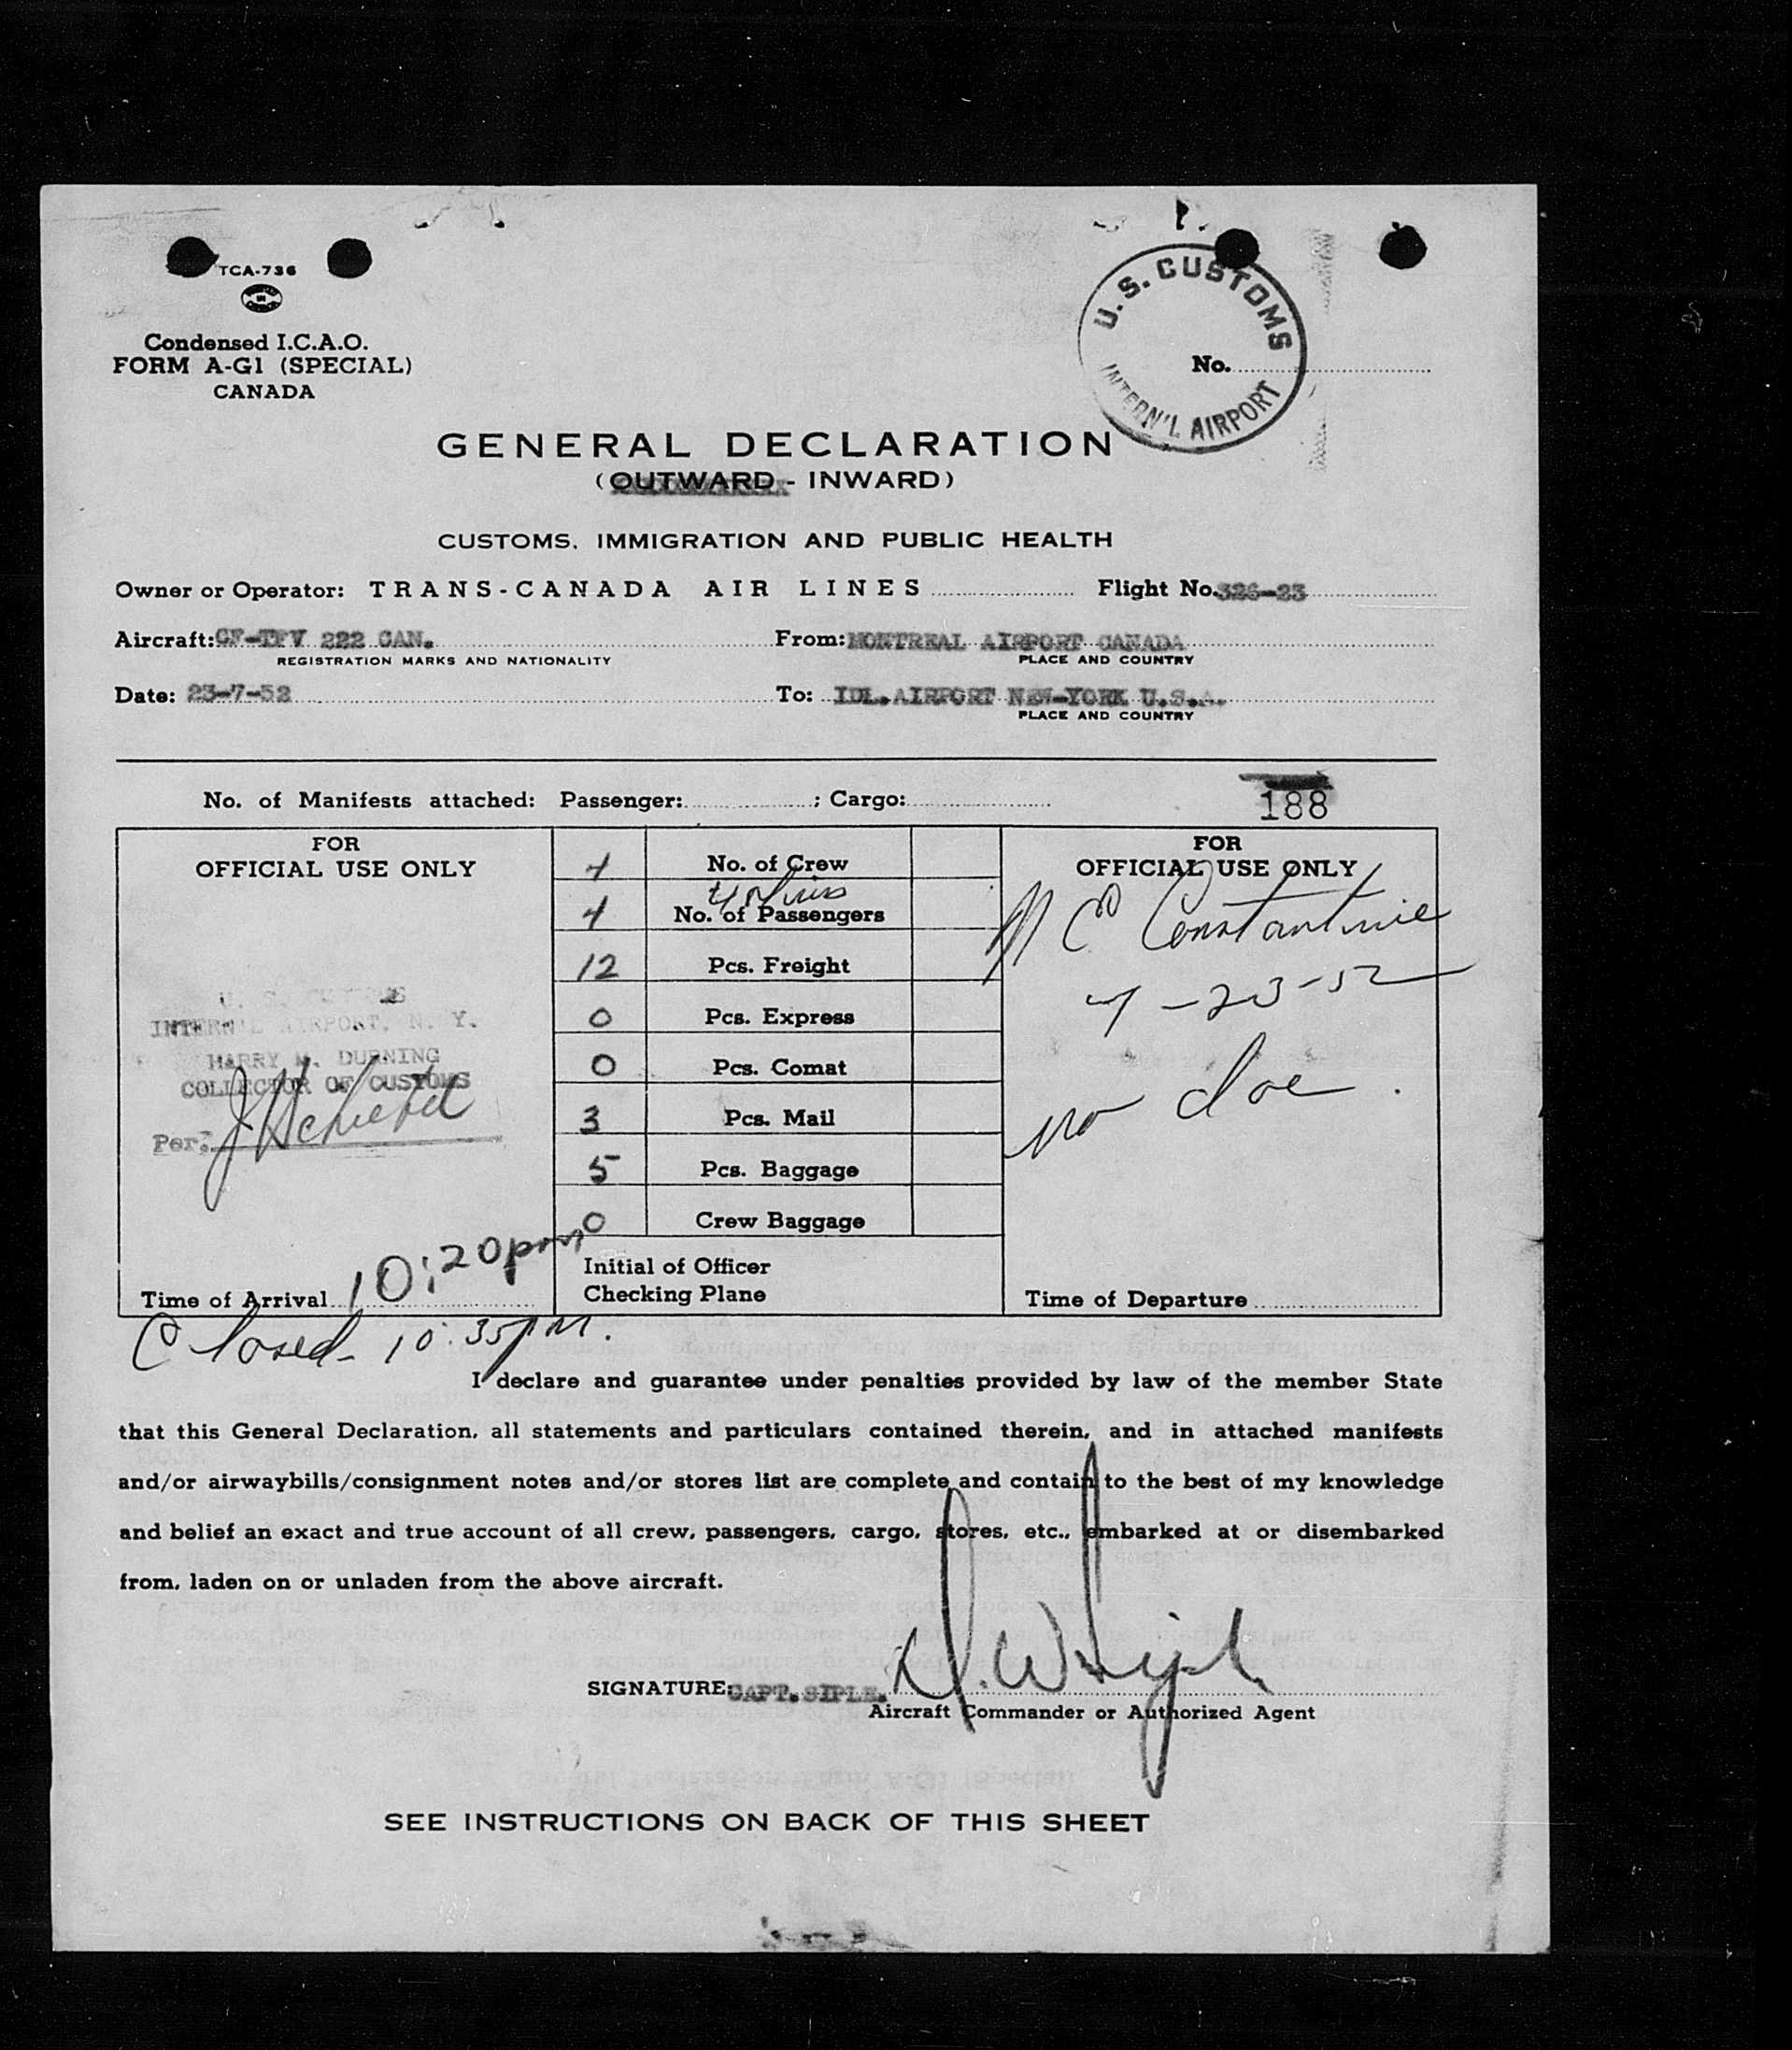 TCA-736
Condensed I.C.A.O.
FORM A-G1 (SPECIAL)
CANADA
U.S. CUSTOMS
INTERN'L AIRPORT
No.
GENERAL DECLARATION
(OUTWARD - INWARD)
CUSTOMS, IMMIGRATION AND PUBLIC HEALTH
Owner or Operator: TRANS-CANADA AIR LINES Flight No. 326-23
Aircraft: CF-TFV 222 CAN. From: MONTREAL AIRPORT CANADA
REGISTRATION MARKS AND NATIONALITY PLACE AND COUNTRY
Date: 23-7-52 To: IDL. AIRPORT NEW-YORK U.S.A.
PLACE AND COUNTRY
No. of Manifests attached: Passenger: ; Cargo: 188
FOR
OFFICIAL USE ONLY
U. S. CUSTOMS
INTERN'L AIRPORT, N. Y.
HARRY M. DURNING
COLLECTOR OF CUSTOMS
Per:
Time of Arrival 10:20pm
4 No. of Crew
4 No. of Passengers
12 Pcs. Freight
0 Pcs. Express
0 Pcs. Comat
3 Pcs. Mail
5 Pcs. Baggage
0 Crew Baggage
Initial of Officer
Checking Plane
FOR
OFFICIAL USE ONLY
Constantine
7-23-52
no
Time of Departure
Closed 10:35pm.
I declare and guarantee under penalties provided by law of the member State
that this General Declaration, all statements and particulars contained therein, and in attached manifests
and/or airwaybills/consignment notes and/or stores list are complete and contain to the best of my knowledge
and belief an exact and true account of all crew, passengers, cargo, stores, etc., embarked at or disembarked
from, laden on or unladen from the above aircraft.
SIGNATURE: CAPT. SIPLE.
Aircraft Commander or Authorized Agent
SEE INSTRUCTIONS ON BACK OF THIS SHEET